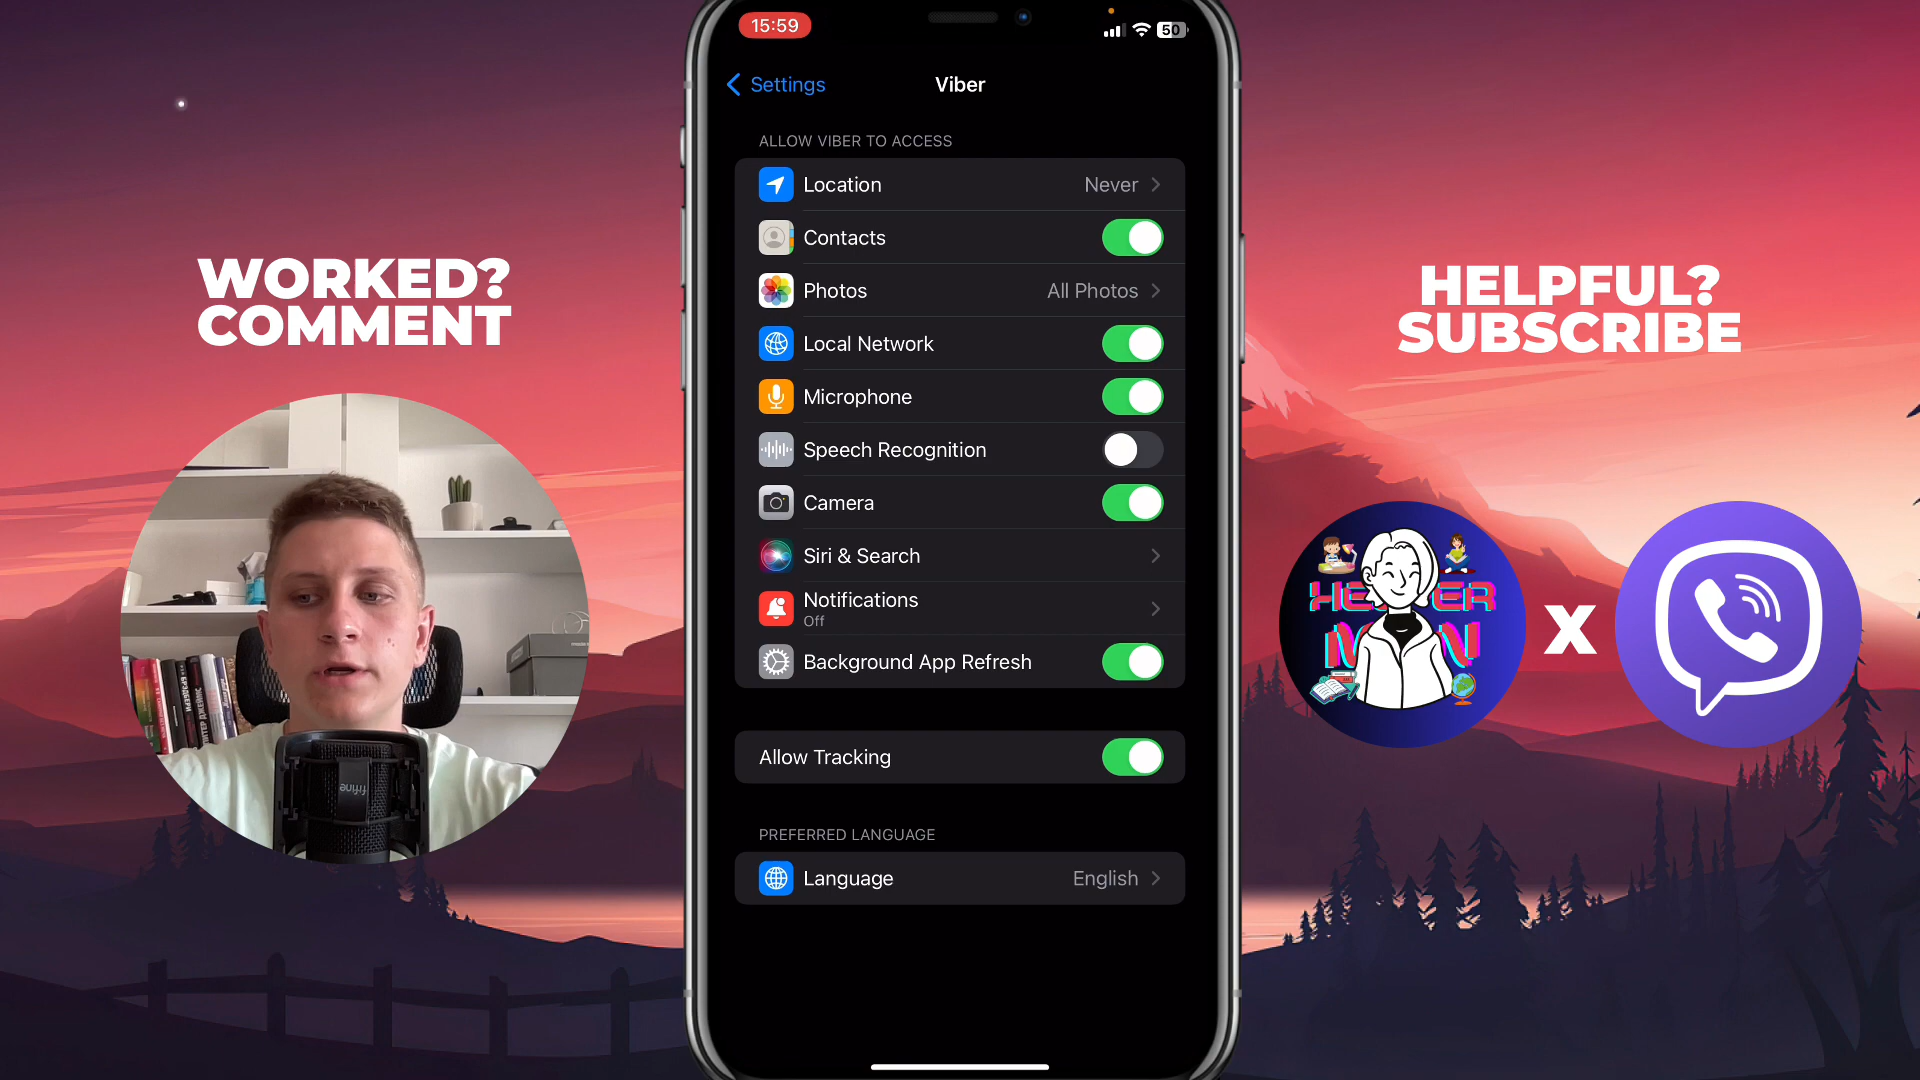 15:59
50
Settings
Viber
ALLOW VIBER TO ACCESS
Location
Never
Contacts
Photos
All Photos
Local Network
Microphone
Speech Recognition
Camera
Siri & Search
Notifications
Off
Background App Refresh
Allow Tracking
PREFERRED LANGUAGE
Language
English
WORKED?
COMMENT
fifine
HELPFUL?
SUBSCRIBE
X